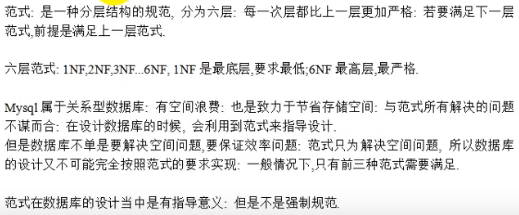 范式: 是一种分层结构的规范, 分为六层: 每一次层都比上一层更加严格: 若要满足下一层
范式,前提是满足上一层范式.
六层范式: 1NF,2NF,3NF...6NF, 1NF 是最底层,要求最低;6NF 最高层,最严格.
Mysql 属于关系型数据库: 有空间浪费: 也是致力于节省存储空间: 与范式所有解决的问题
不谋而合: 在设计数据库的时候, 会利用到范式来指导设计.
但是数据库不单是要解决空间问题,要保证效率问题: 范式只为解决空间问题, 所以数据库
的设计又不可能完全按照范式的要求实现: 一般情况下,只有前三种范式需要满足.
范式在数据库的设计当中是有指导意义: 但是不是强制规范.